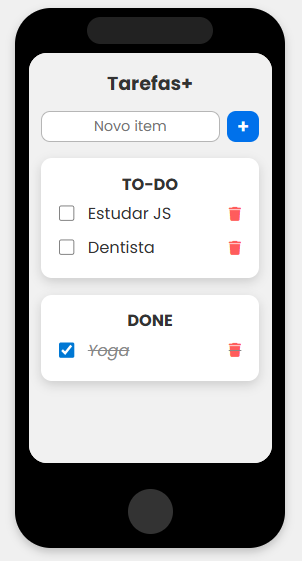 Tarefas+
Novo item
+
TO-DO
Estudar JS
Dentista
DONE
Yoga